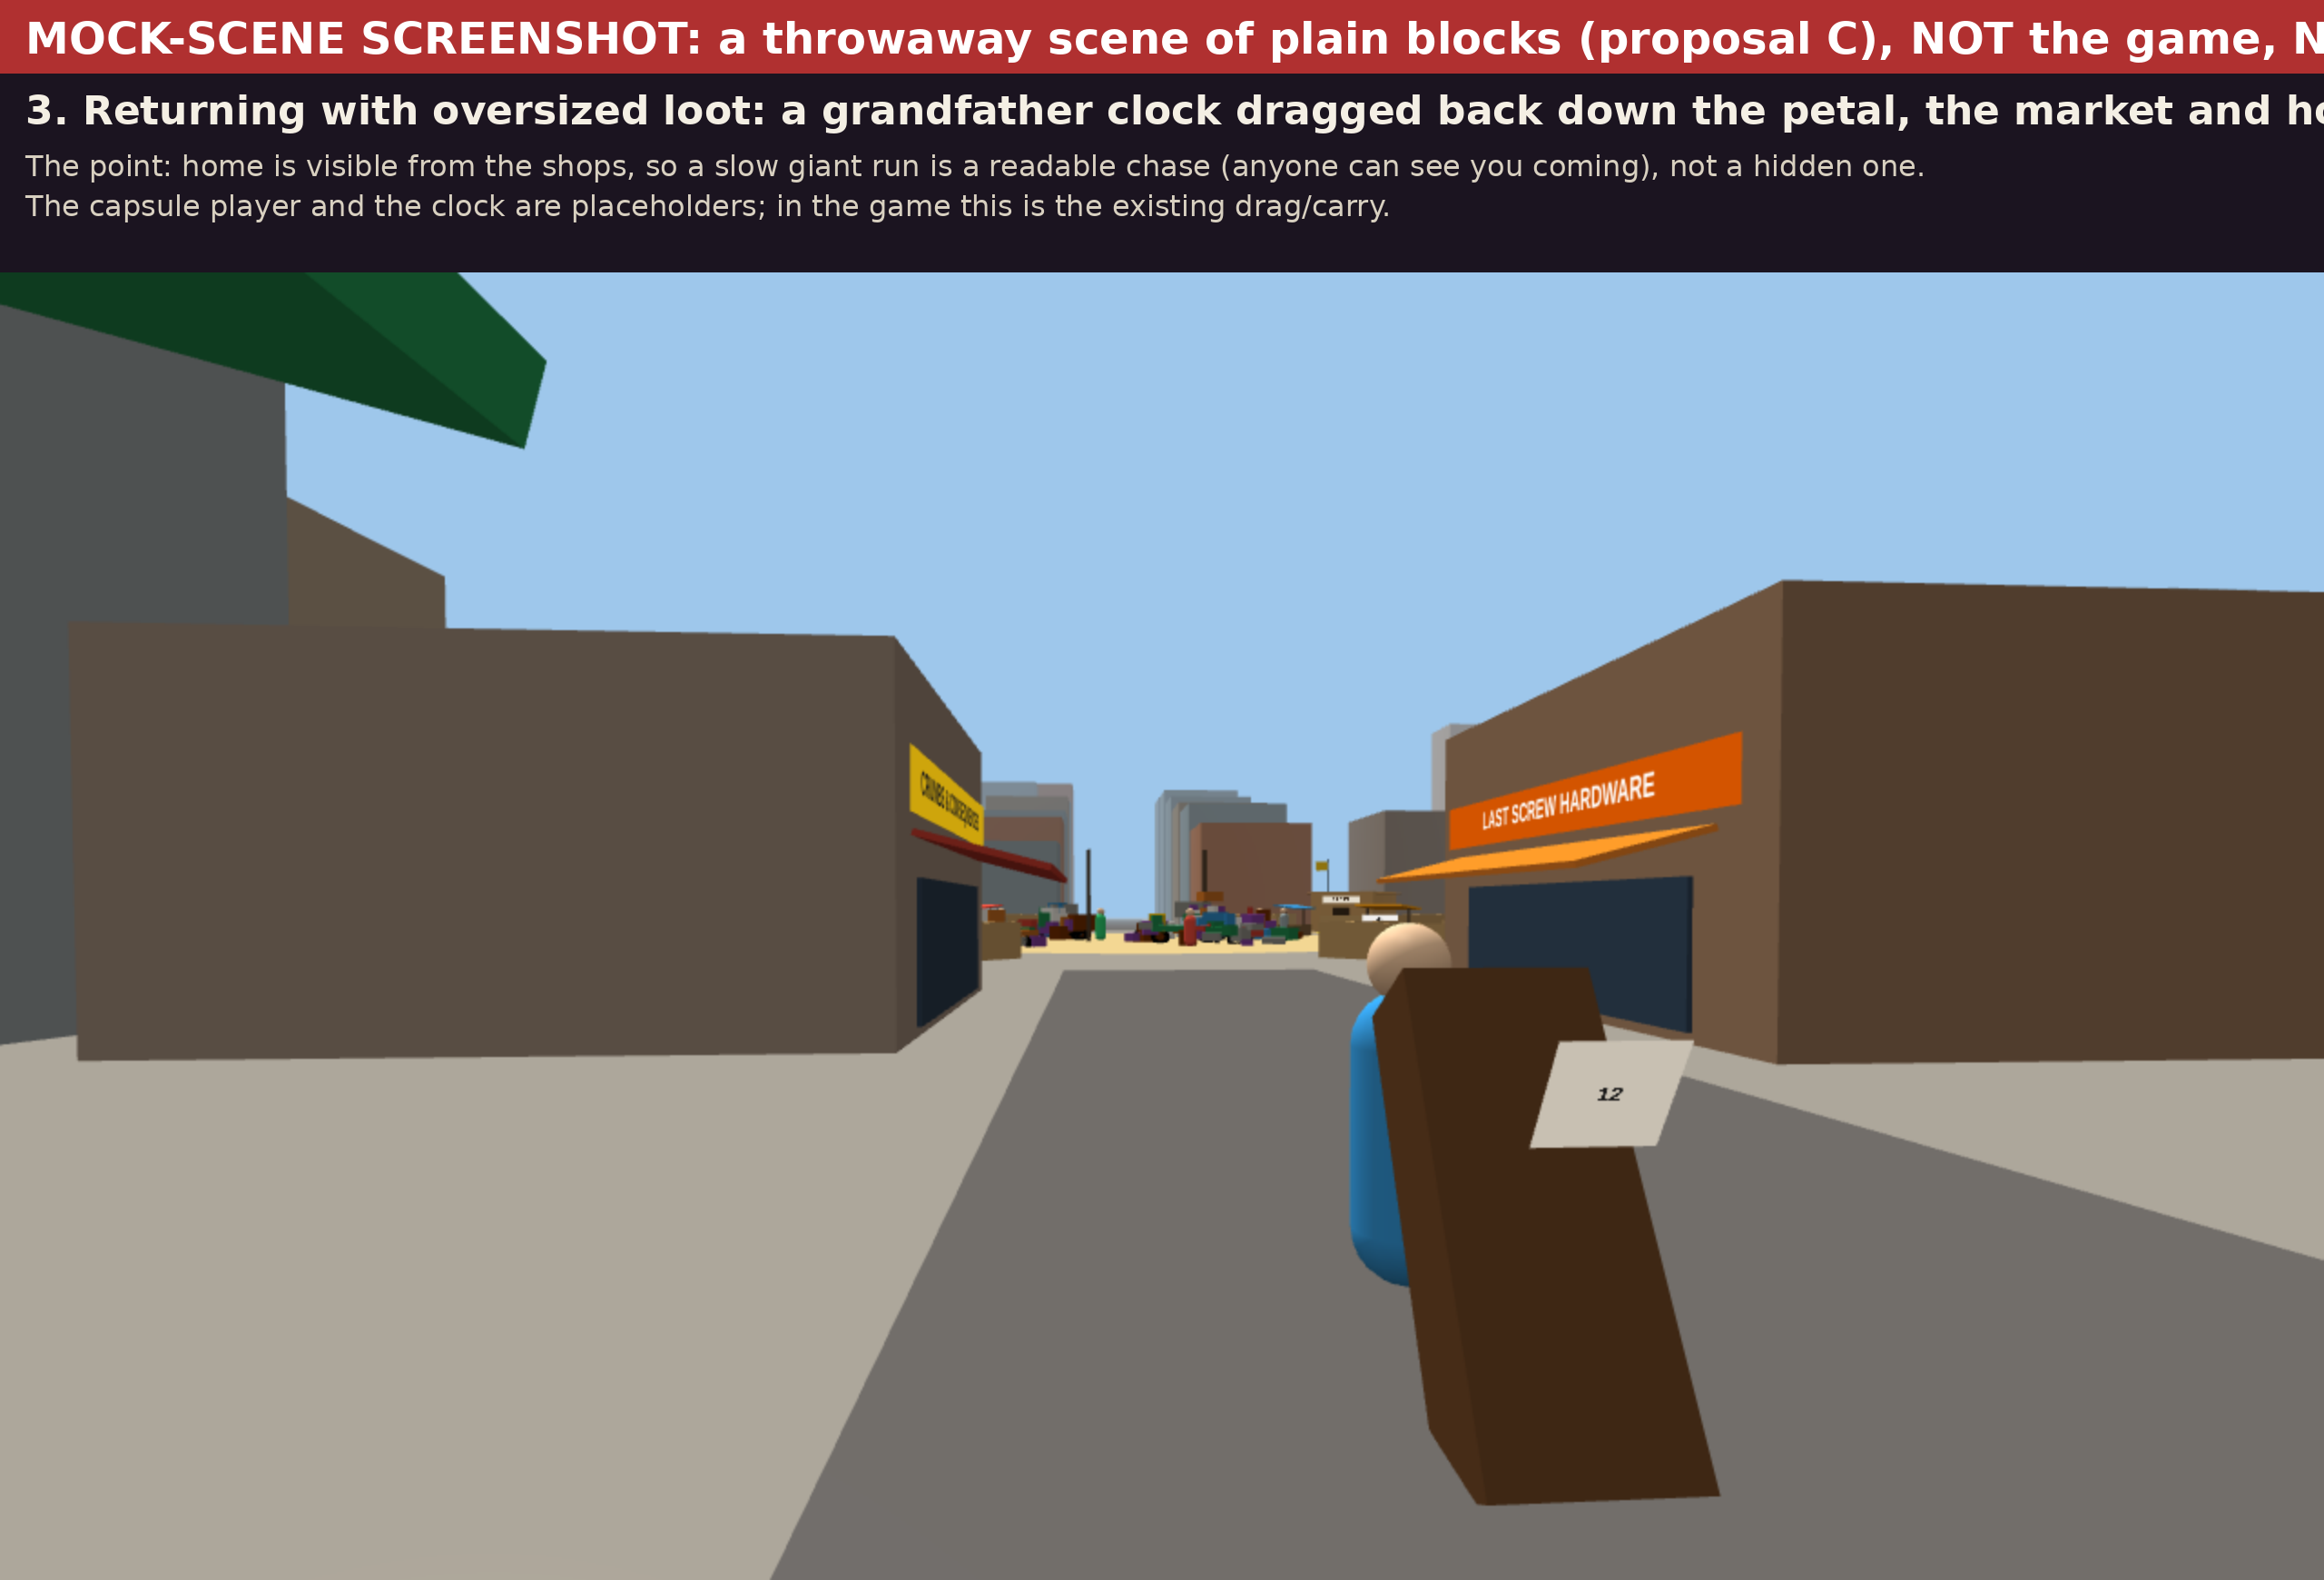 MOCK-SCENE SCREENSHOT: a throwaway scene of plain blocks (proposal C), NOT the game, N
3. Returning with oversized loot: a grandfather clock dragged back down the petal, the market and ho
The point: home is visible from the shops, so a slow giant run is a readable chase (anyone can see you coming), not a hidden one.
The capsule player and the clock are placeholders; in the game this is the existing drag/carry.
CRUMBS & CONSEQUENCES
LAST SCREW HARDWARE
12